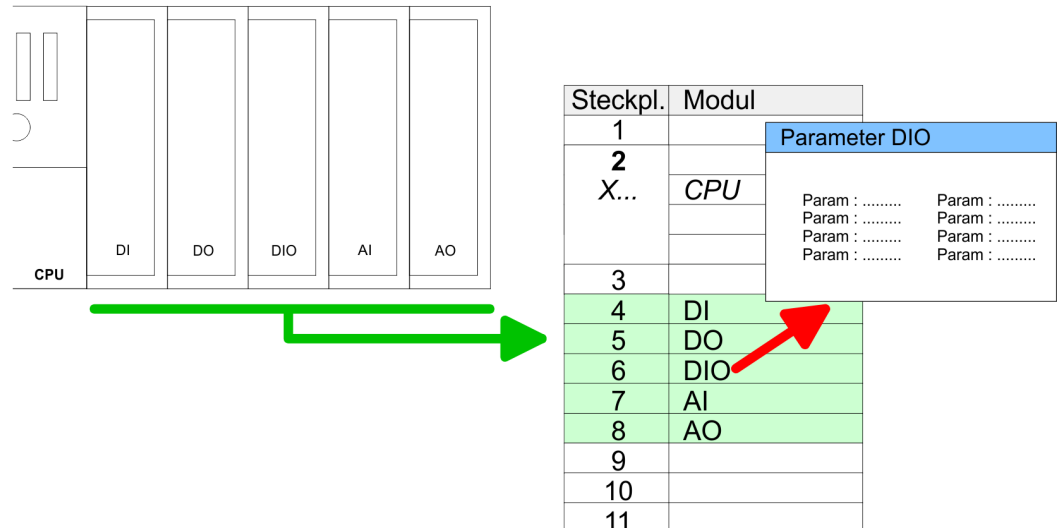 CPU
DI
DO
DIO
AI
AO
Steckpl. Modul
1
2
X... CPU
3
4 DI
5 DO
6 DIO
7 AI
8 AO
9
10
11
Parameter DIO
Param : ......... Param : .........
Param : ......... Param : .........
Param : ......... Param : .........
Param : ......... Param : .........